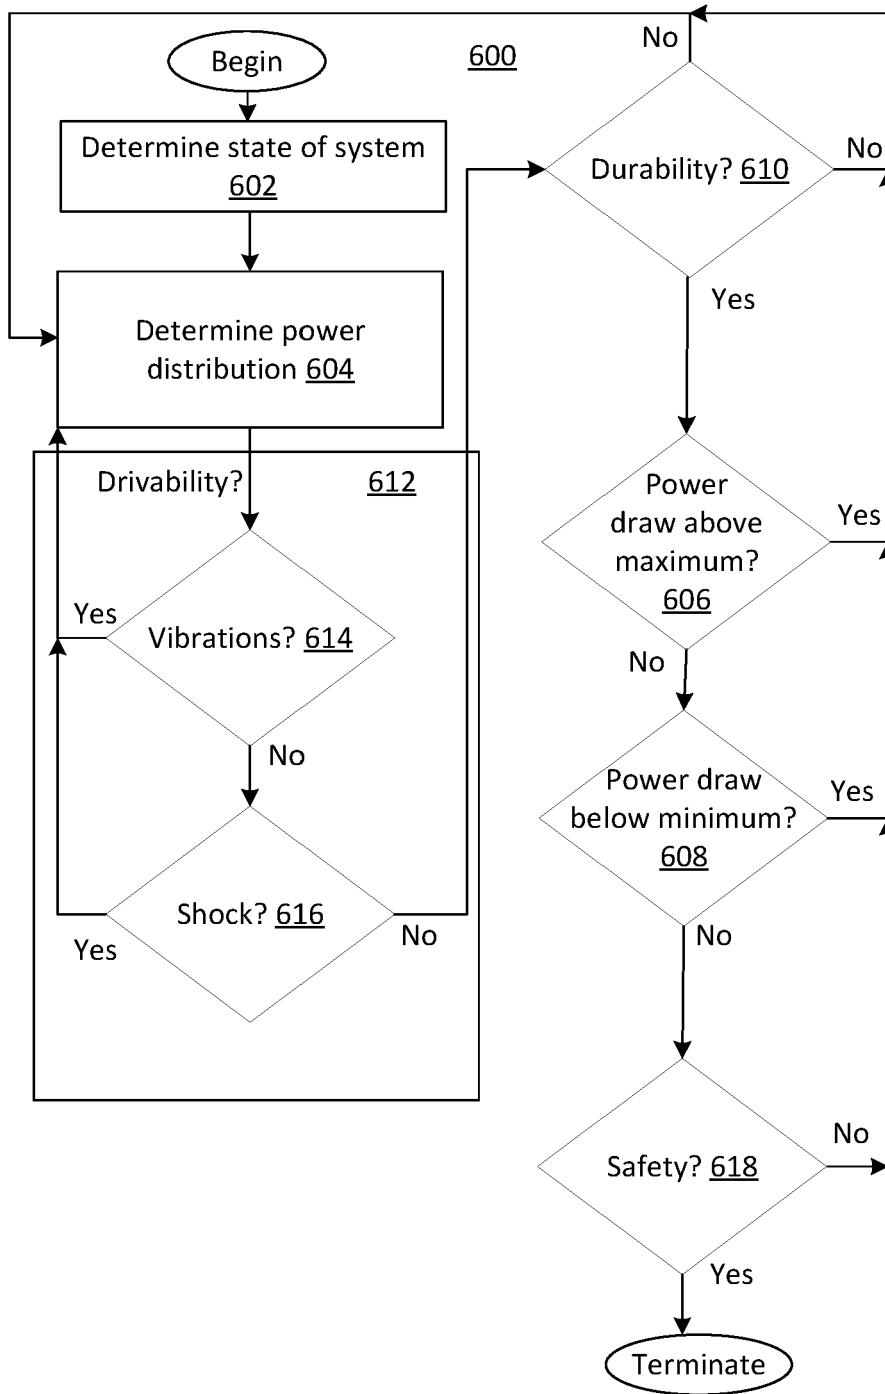 Begin
600
Determine state of system
602
Determine power
distribution 604
Drivability? 612
Vibrations? 614
Yes
No
Shock? 616
Yes
No
No
Durability? 610
No
Yes
Power
draw above
maximum?
606
Yes
No
Power draw
below minimum?
608
Yes
No
Safety? 618
No
Yes
Terminate